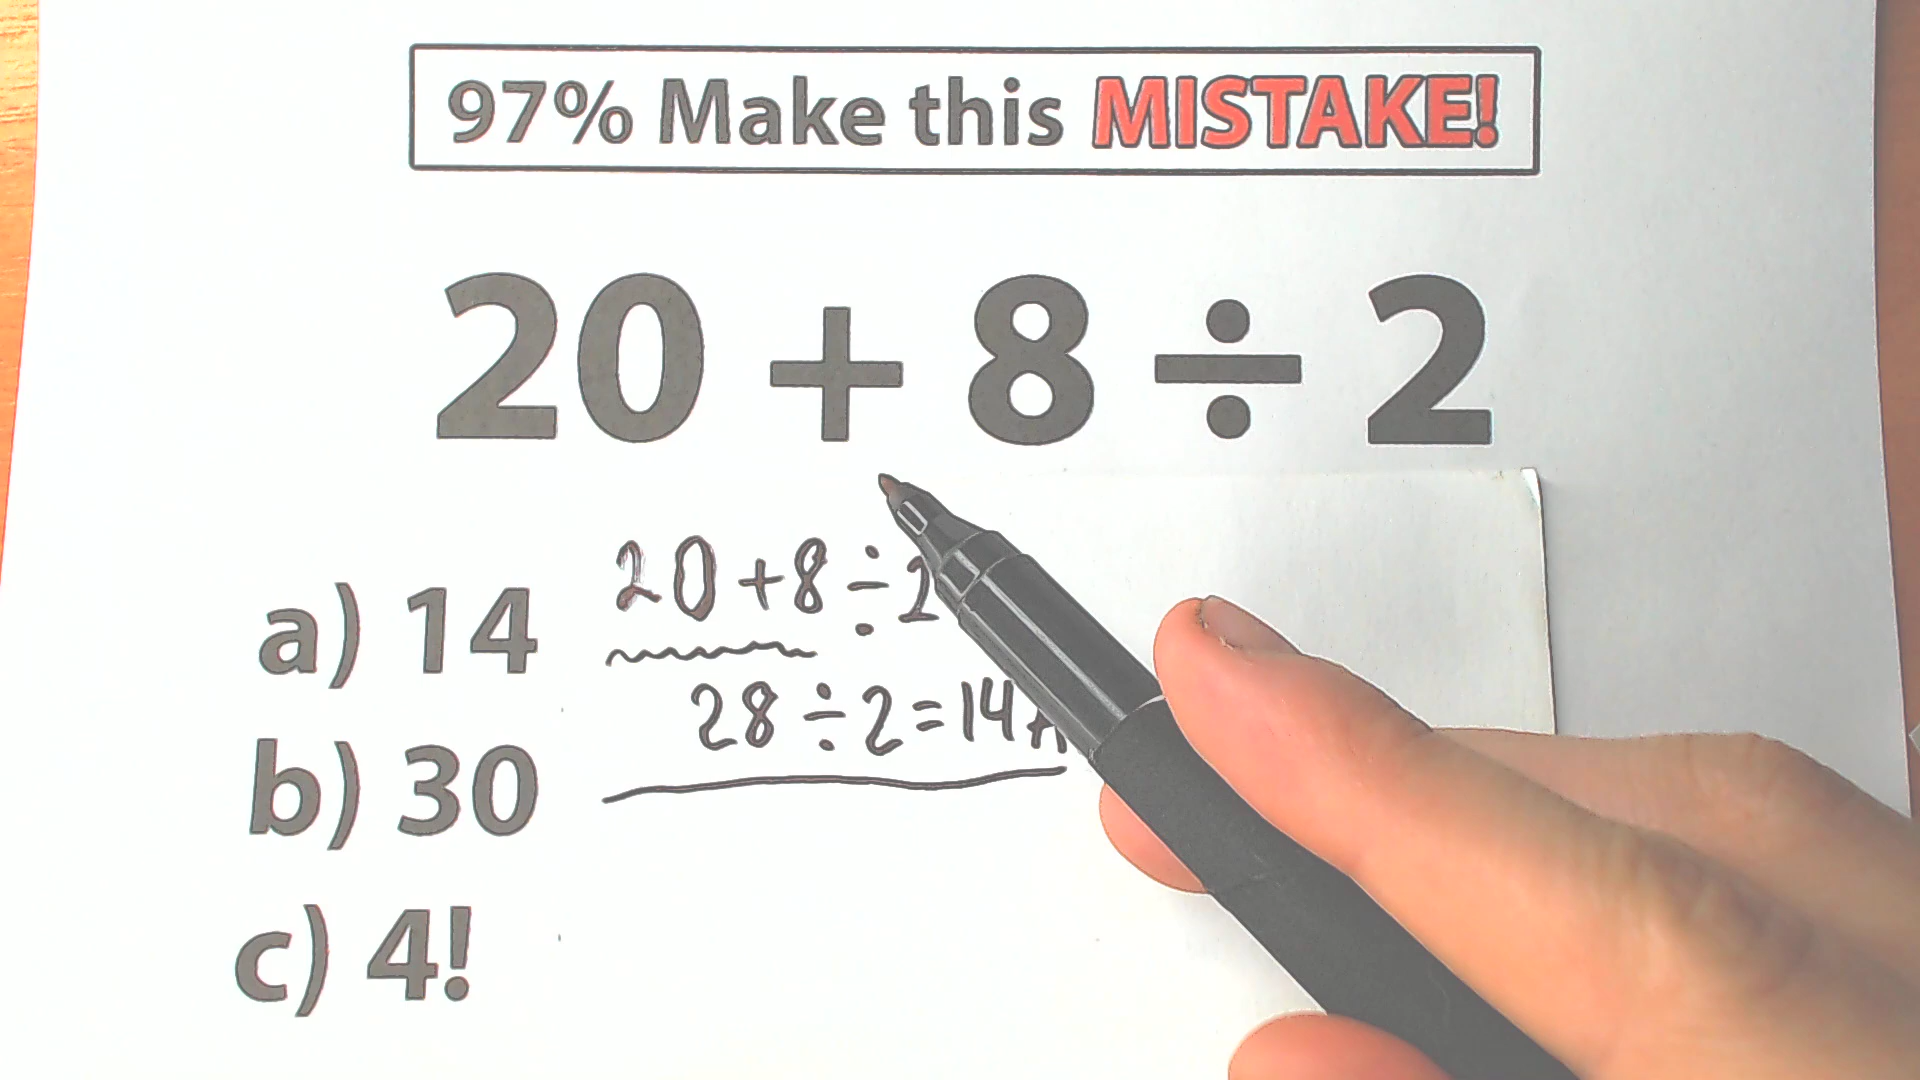 97% Make this MISTAKE!
20 + 8 ÷ 2
a) 14
20 + 8 ÷ 2
28 ÷ 2 = 14
b) 30
c) 4!